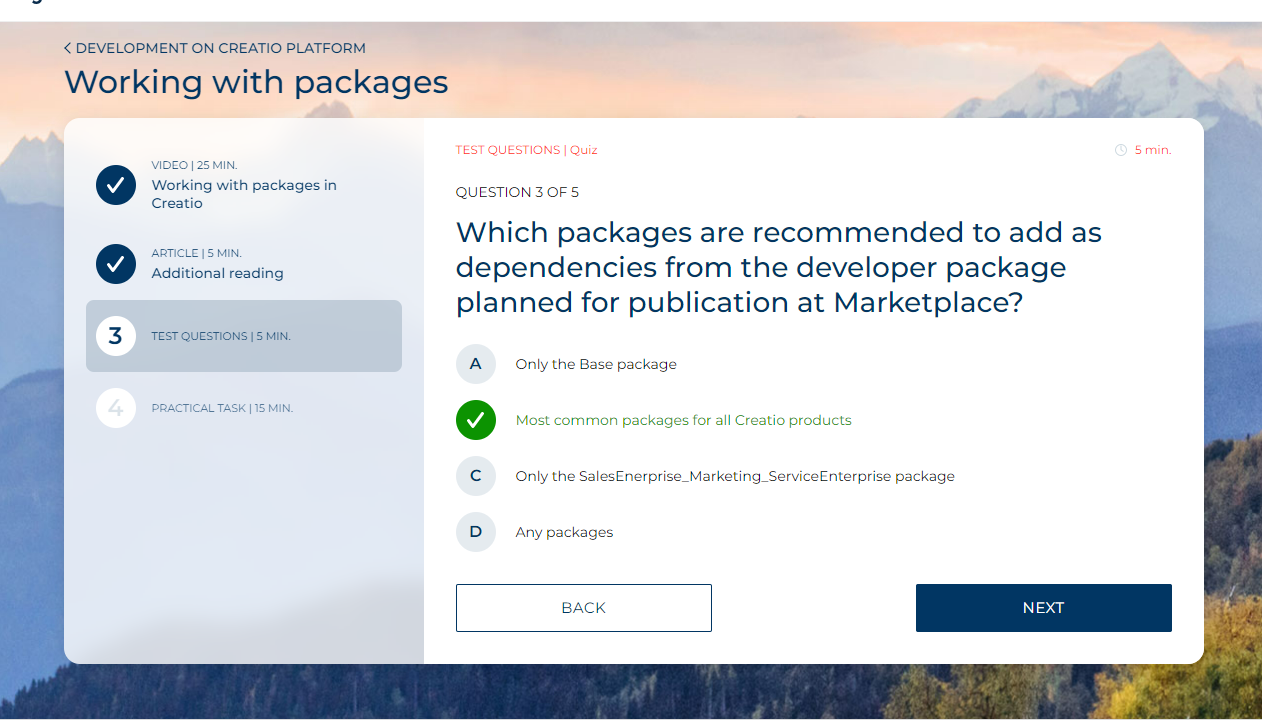 DEVELOPMENT ON CREATIO PLATFORM
Working with packages
VIDEO | 25 MIN.
Working with packages in
Creatio
ARTICLE | 5 MIN.
Additional reading
3
TEST QUESTIONS | 5 MIN.
4
PRACTICAL TASK | 15 MIN.
TEST QUESTIONS | Quiz
5 min.
QUESTION 3 OF 5
Which packages are recommended to add as
dependencies from the developer package
planned for publication at Marketplace?
A Only the Base package
Most common packages for all Creatio products
C Only the SalesEnerprise_Marketing_ServiceEnterprise package
D Any packages
BACK
NEXT